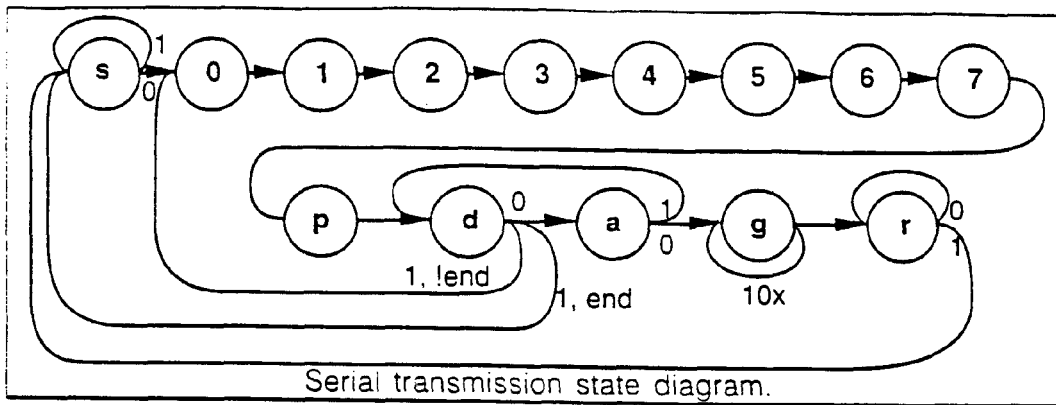 1
s 0 1 2 3 4 5 6 7
0
p d 0 a 1 g r 0
0 1
1, !end
1, end 10x
Serial transmission state diagram.